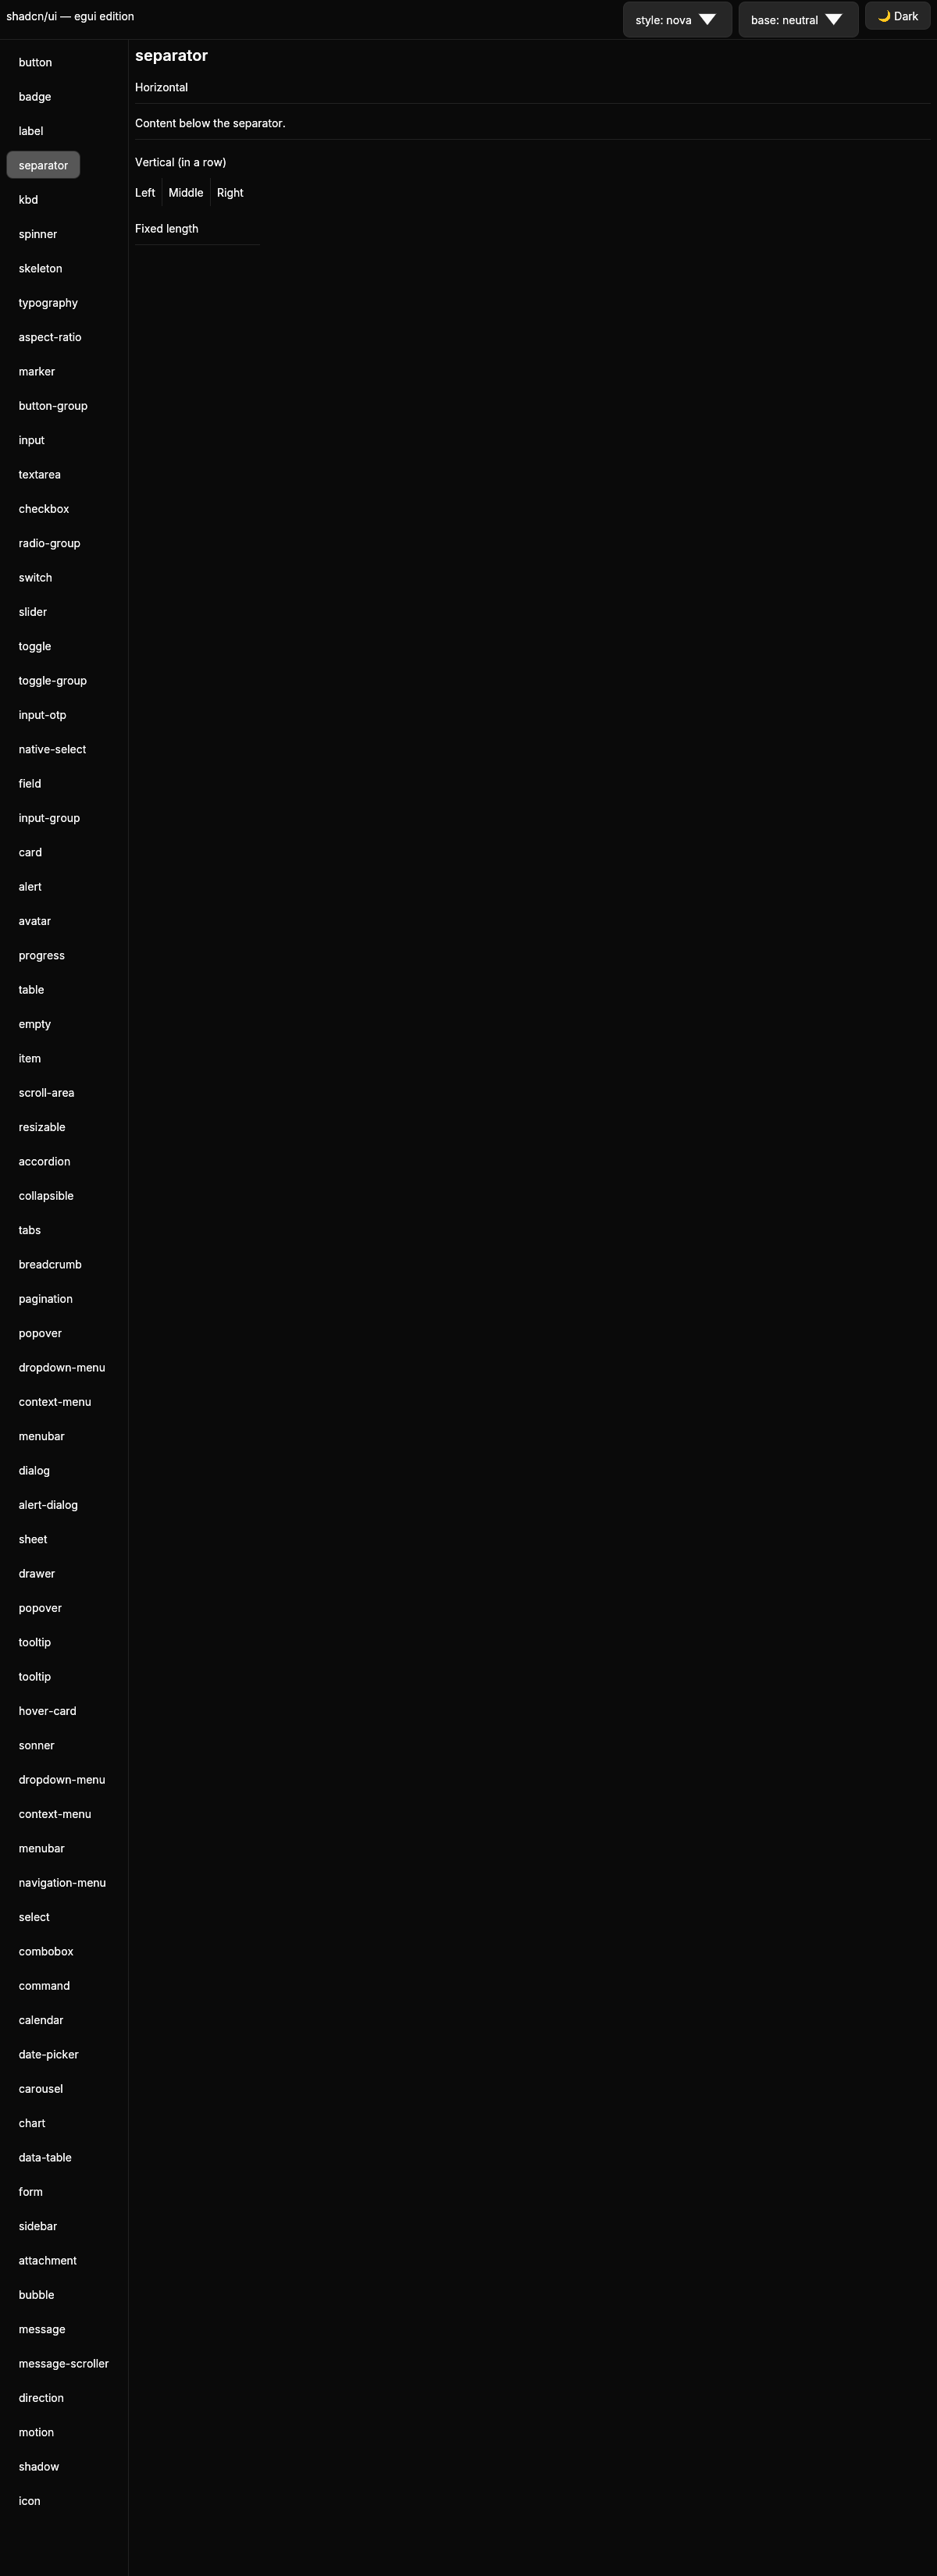 shadcn/ui — egui edition
style: nova
base: neutral
🌙 Dark
button
badge
label
separator
kbd
spinner
skeleton
typography
aspect-ratio
marker
button-group
input
textarea
checkbox
radio-group
switch
slider
toggle
toggle-group
input-otp
native-select
field
input-group
card
alert
avatar
progress
table
empty
item
scroll-area
resizable
accordion
collapsible
tabs
breadcrumb
pagination
popover
dropdown-menu
context-menu
menubar
dialog
alert-dialog
sheet
drawer
popover
tooltip
tooltip
hover-card
sonner
dropdown-menu
context-menu
menubar
navigation-menu
select
combobox
command
calendar
date-picker
carousel
chart
data-table
form
sidebar
attachment
bubble
message
message-scroller
direction
motion
shadow
icon
separator
Horizontal
Content below the separator.
Vertical (in a row)
Left
Middle
Right
Fixed length